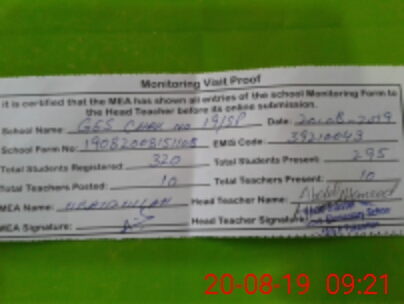 Monitoring Visit Proof
it is certified that the MEA has shown all entries of the school Monitoring Form to
the Head Teacher before its online submission.
School Name: GES Chak no 19/SP Date: 20-08-2019
School Form No: 19082008151108 EMIS Code: 39210043
Total Students Registered: 320 Total Students Present: 295
Total Teachers Posted: 10 Total Teachers Present: 10
MEA Name: Head Teacher Name:
MEA Signature: Head Teacher Signature:
20-08-19 09:21